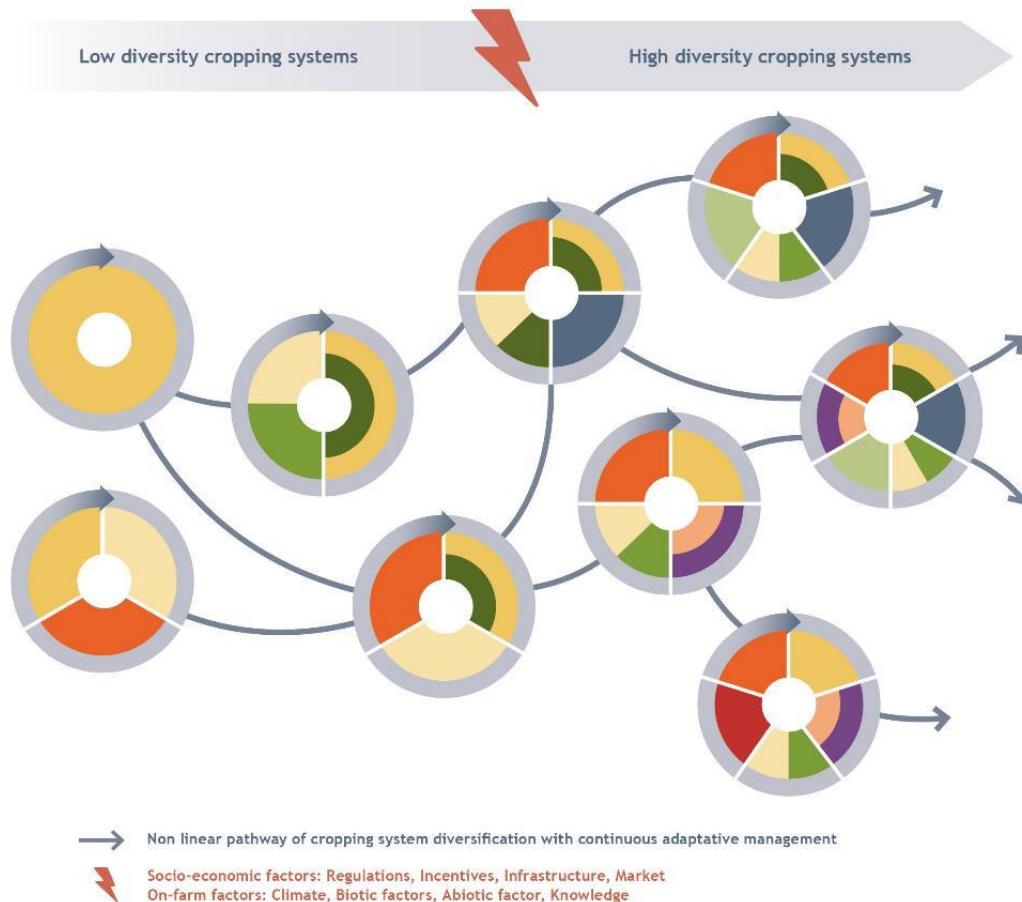 Low diversity cropping systems
High diversity cropping systems
Non linear pathway of cropping system diversification with continuous adaptative management
Socio-economic factors: Regulations, Incentives, Infrastructure, Market
On-farm factors: Climate, Biotic factors, Abiotic factor, Knowledge